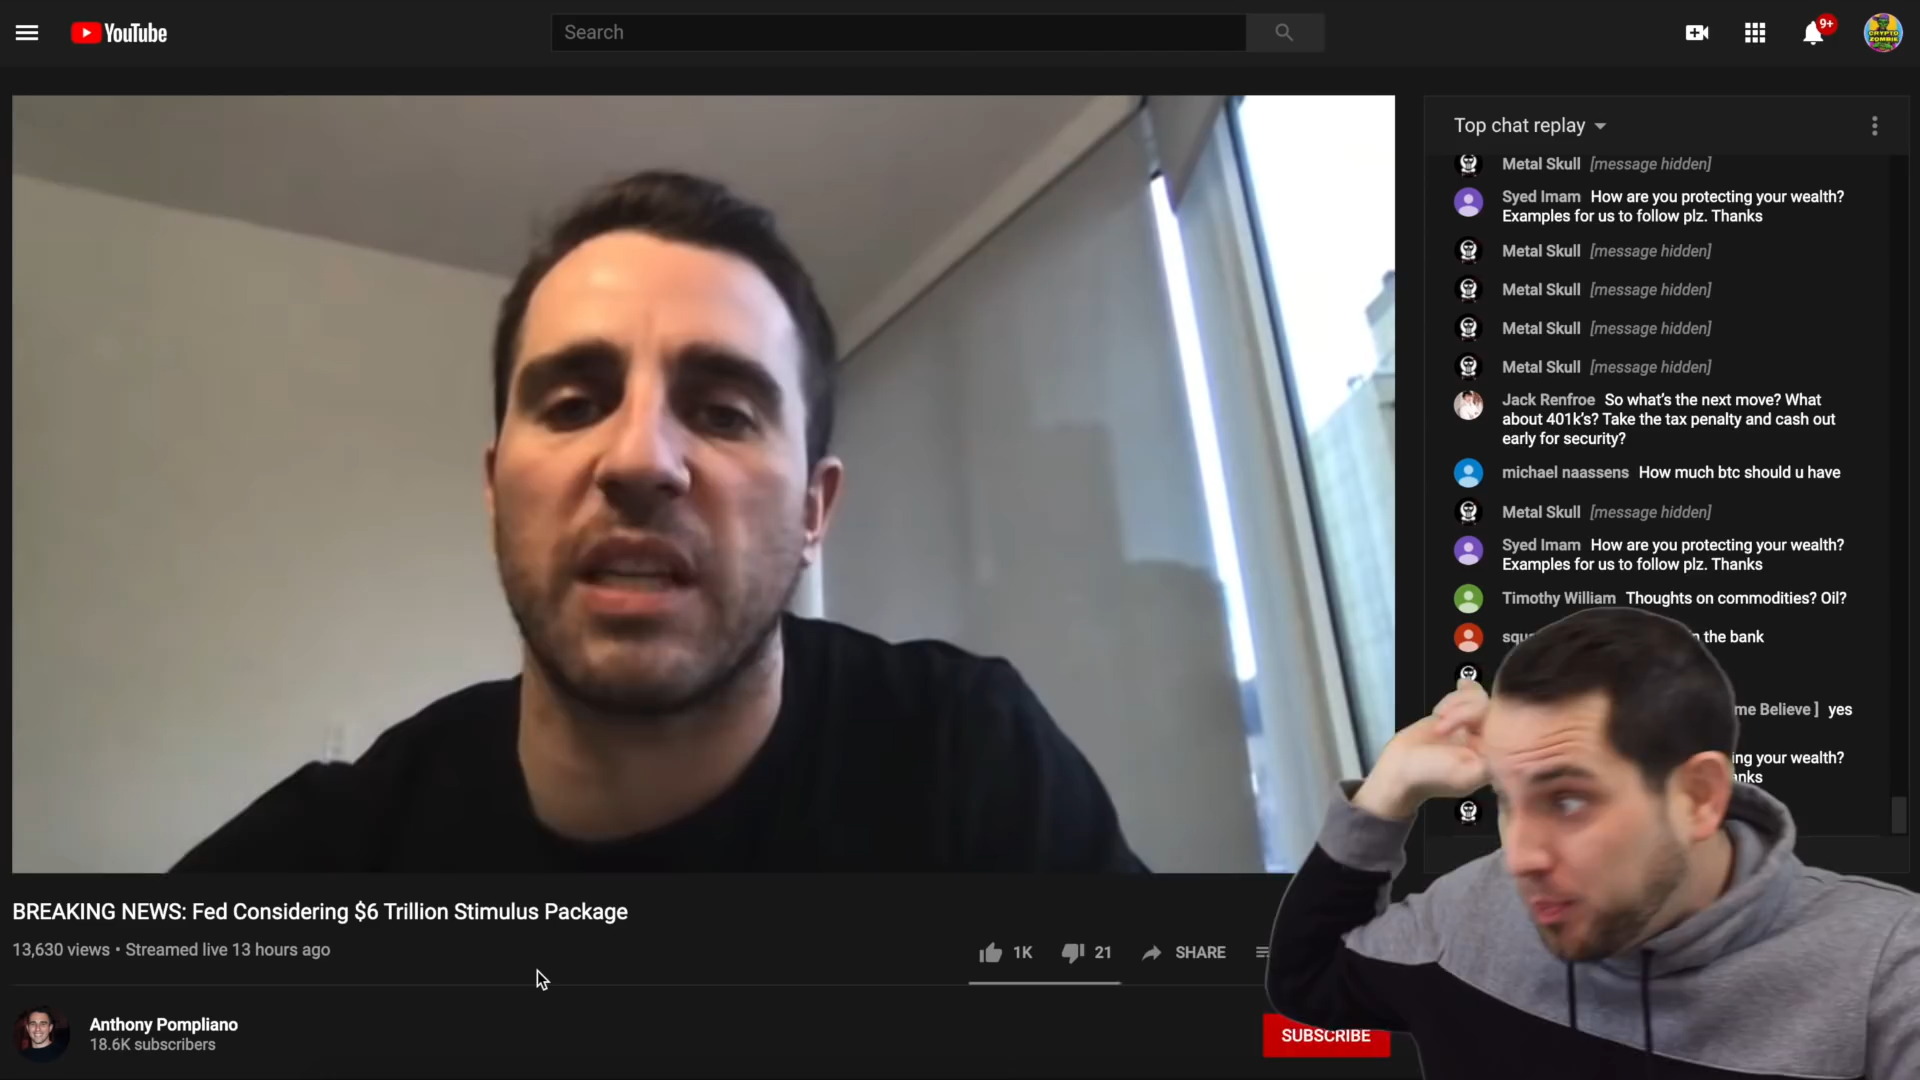 YouTube
Search
9+
CRYPTO
ZOMBIE
Top chat replay
Metal Skull [message hidden]
Syed Imam How are you protecting your wealth?
Examples for us to follow plz. Thanks
Metal Skull [message hidden]
Metal Skull [message hidden]
Metal Skull [message hidden]
Metal Skull [message hidden]
Jack Renfroe So what's the next move? What
about 401k's? Take the tax penalty and cash out
early for security?
michael naassens How much btc should u have
Metal Skull [message hidden]
Syed Imam How are you protecting your wealth?
Examples for us to follow plz. Thanks
Timothy William Thoughts on commodities? Oil?
the bank
me Believe ] yes
your wealth?
BREAKING NEWS: Fed Considering $6 Trillion Stimulus Package
13,630 views • Streamed live 13 hours ago
1K
21
SHARE
Anthony Pompliano
18.6K subscribers
SUBSCRIBE